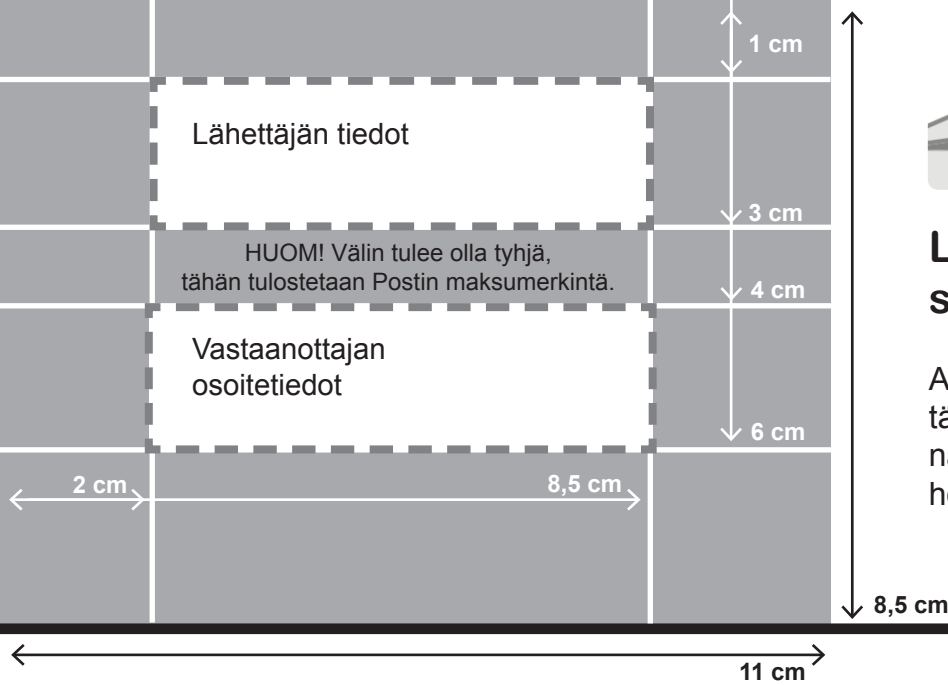 1 cm
Lähettäjän tiedot
3 cm
HUOM! Välin tulee olla tyhjä,
tähän tulostetaan Postin maksumerkintä.
4 cm
Vastaanottajan
osoitetiedot
6 cm
2 cm
8,5 cm
8,5 cm
11 cm